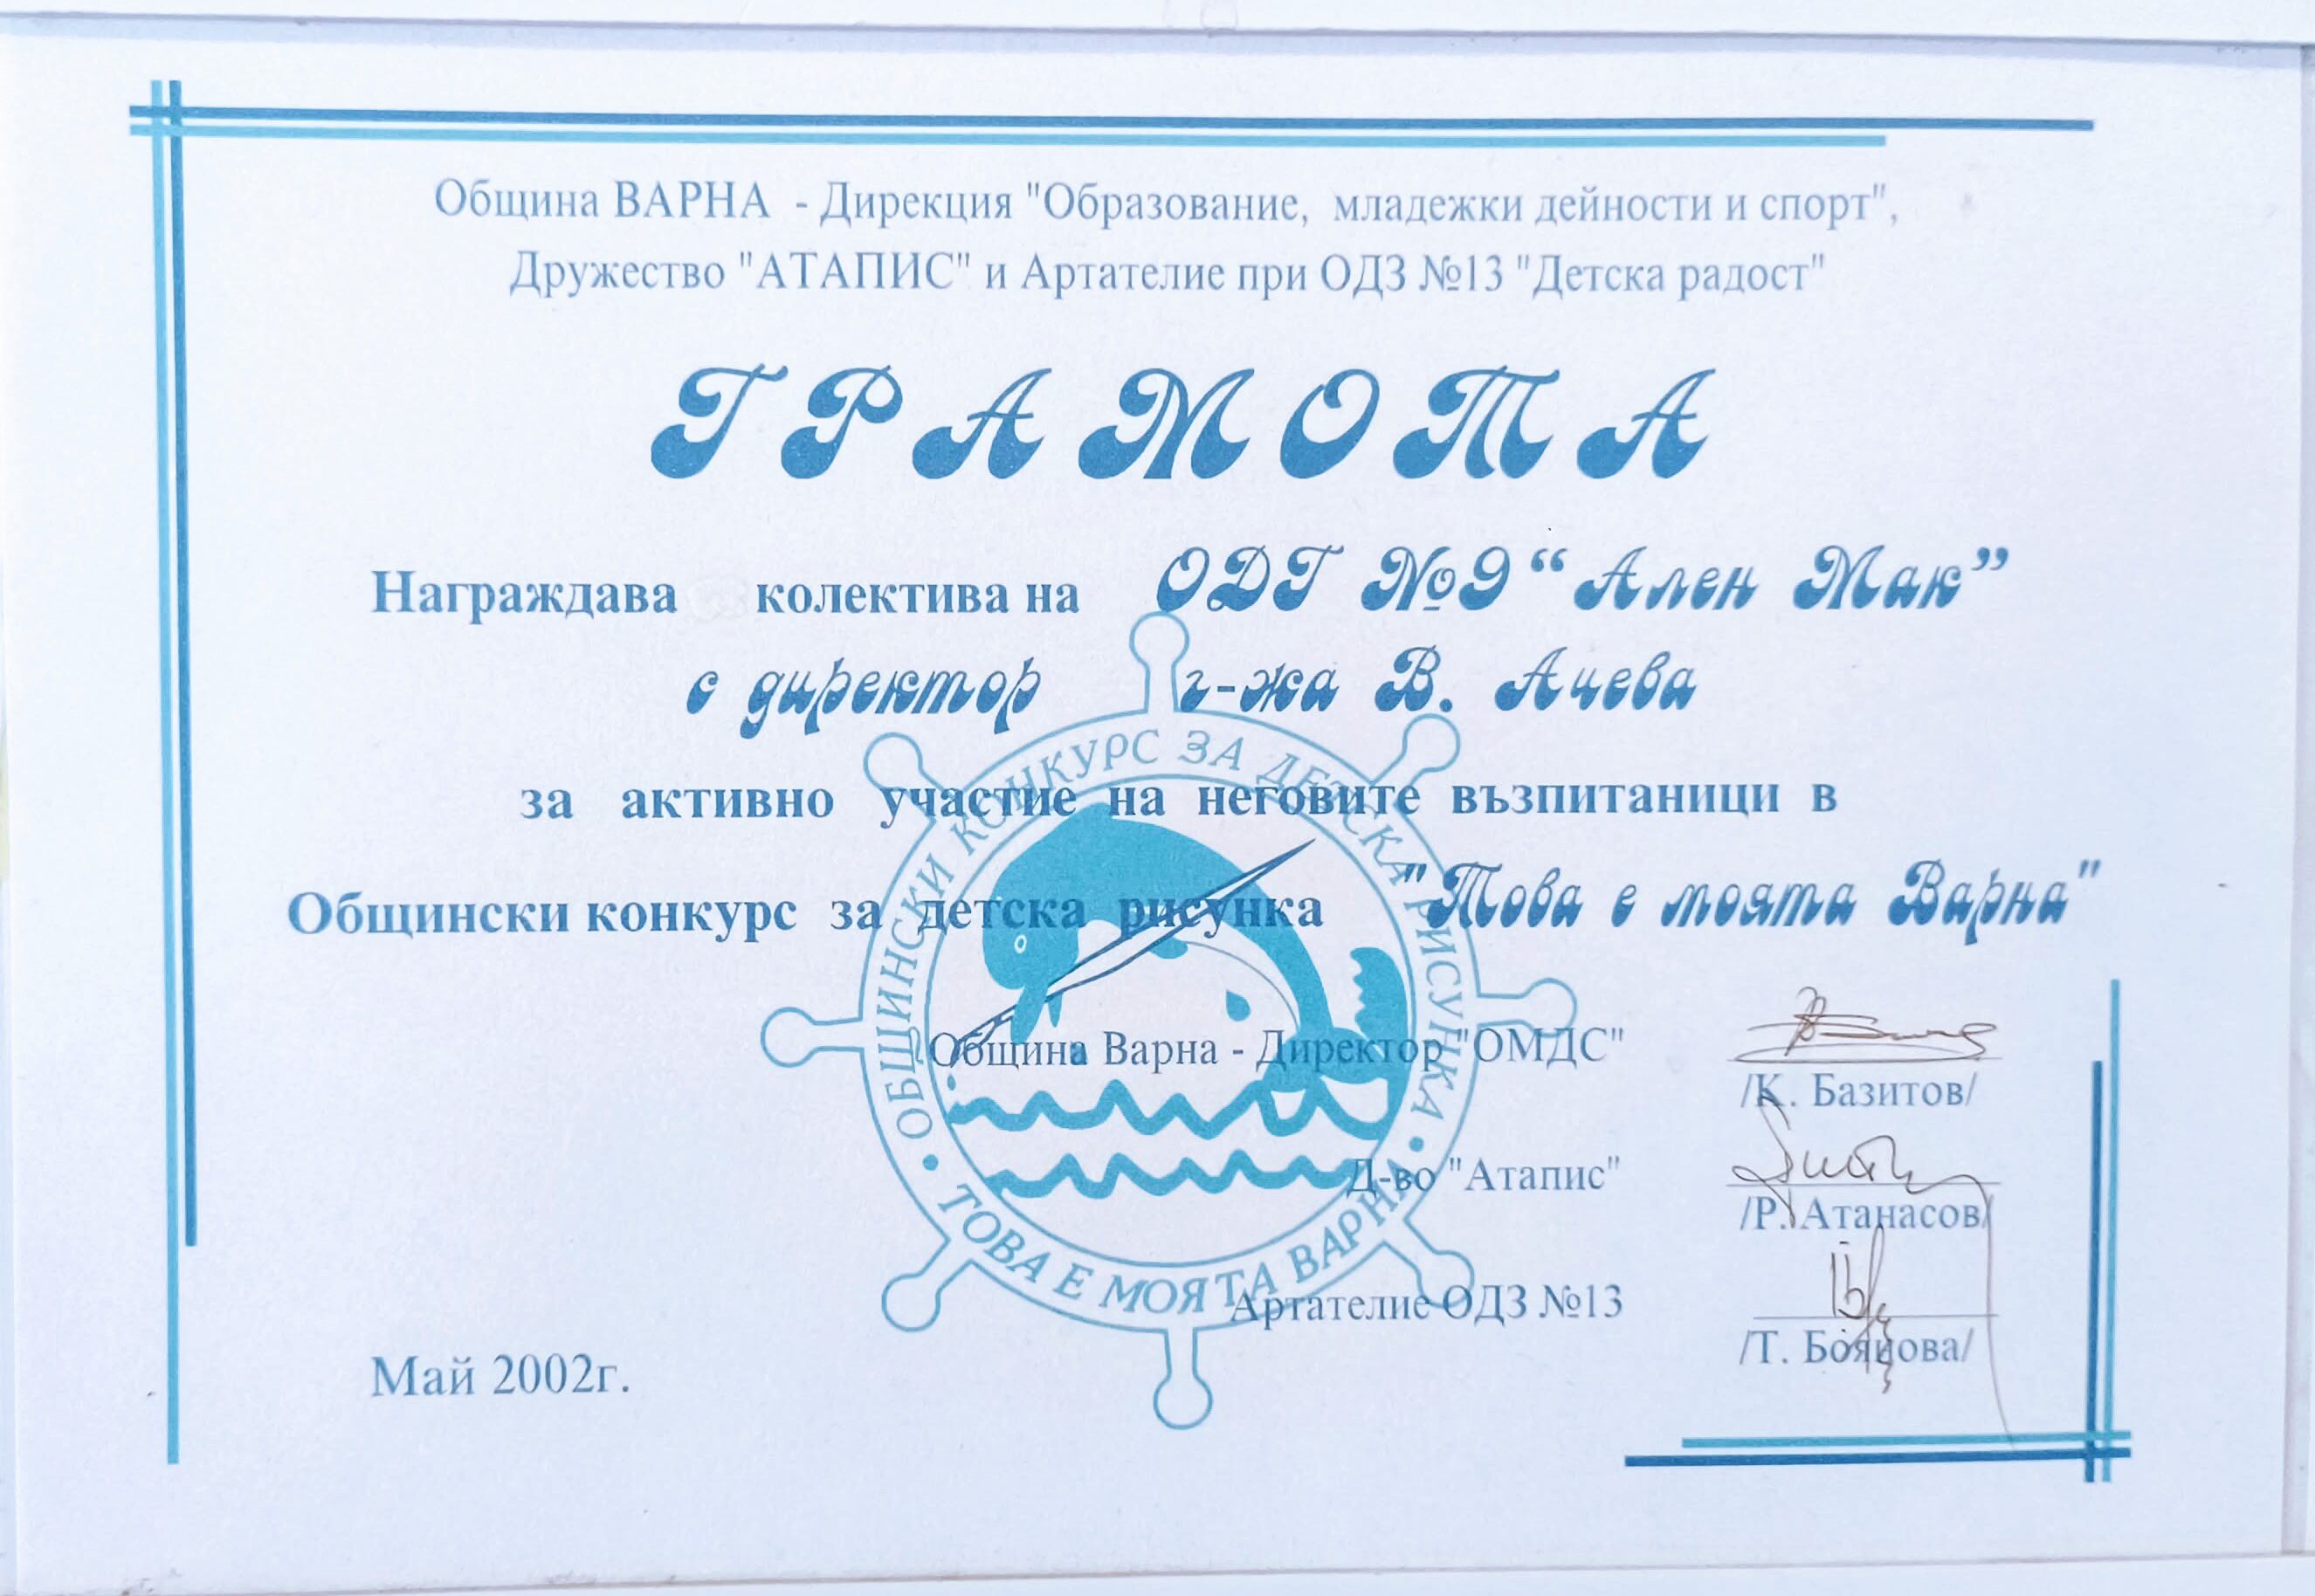 Община ВАРНА - Дирекция "Образование, младежки дейности и спорт",
Дружество "АТАПИС" и Артателие при ОДЗ №13 "Детска радост"
ГРАМОТА
Награждава колектива на ОДГ №9 “Ален Мак”
с директор г-жа В. Ачева
за активно участие на неговите възпитаници в
Общински конкурс за детска рисунка "Това е моята Варна"
ОБЩИНСКИ КОНКУРС ЗА ДЕТСКА РИСУНКА
• ТОВА Е МОЯТА ВАРНА •
Община Варна - Директор "ОМДС"
/К. Базитов/
Д-во "Атапис"
/Р. Атанасов/
Артателие ОДЗ №13
/Т. Боянова/
Май 2002г.